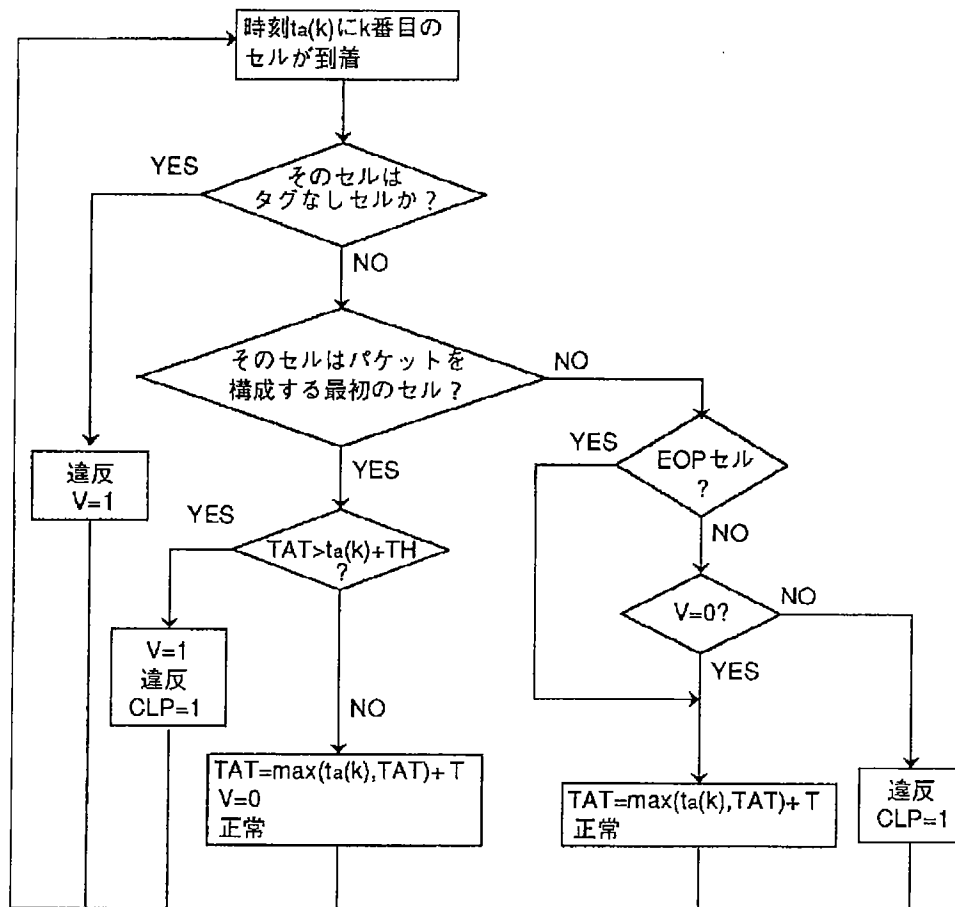 時刻ta(k)にk番目の
セルが到着
YES
そのセルは
タグなしセルか?
NO
そのセルはパケットを
構成する最初のセル?
NO
YES
違反
V=1
YES
EOPセル
?
NO
YES
TAT>ta(k)+TH
?
V=0?
NO
YES
V=1
違反
CLP=1
NO
TAT=max(ta(k),TAT)+T
V=0
正常
TAT=max(ta(k),TAT)+T
正常
違反
CLP=1